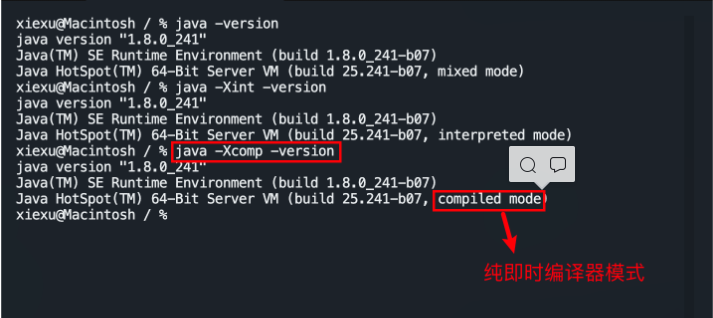 xiexu@Macintosh / % java -version
java version "1.8.0_241"
Java(TM) SE Runtime Environment (build 1.8.0_241-b07)
Java HotSpot(TM) 64-Bit Server VM (build 25.241-b07, mixed mode)
xiexu@Macintosh / % java -Xint -version
java version "1.8.0_241"
Java(TM) SE Runtime Environment (build 1.8.0_241-b07)
Java HotSpot(TM) 64-Bit Server VM (build 25.241-b07, interpreted mode)
xiexu@Macintosh / % java -Xcomp -version
java version "1.8.0_241"
Java(TM) SE Runtime Environment (build 1.8.0_241-b07)
Java HotSpot(TM) 64-Bit Server VM (build 25.241-b07, compiled mode)
xiexu@Macintosh / %
纯即时编译器模式